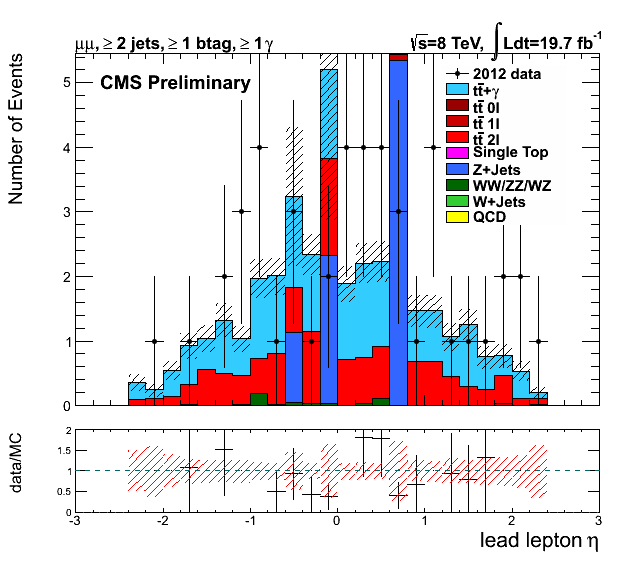 μμ, ≥ 2 jets, ≥ 1 btag, ≥ 1 γ
√s=8 TeV, ∫ Ldt=19.7 fb⁻¹
CMS Preliminary
2012 data
tt̄+γ
tt̄ 0l
tt̄ 1l
tt̄ 2l
Single Top
Z+Jets
WW/ZZ/WZ
W+Jets
QCD
Number of Events
5
4
3
2
1
0
data/MC
2
1.5
1
0.5
0
-3 -2 -1 0 1 2 3
lead lepton η